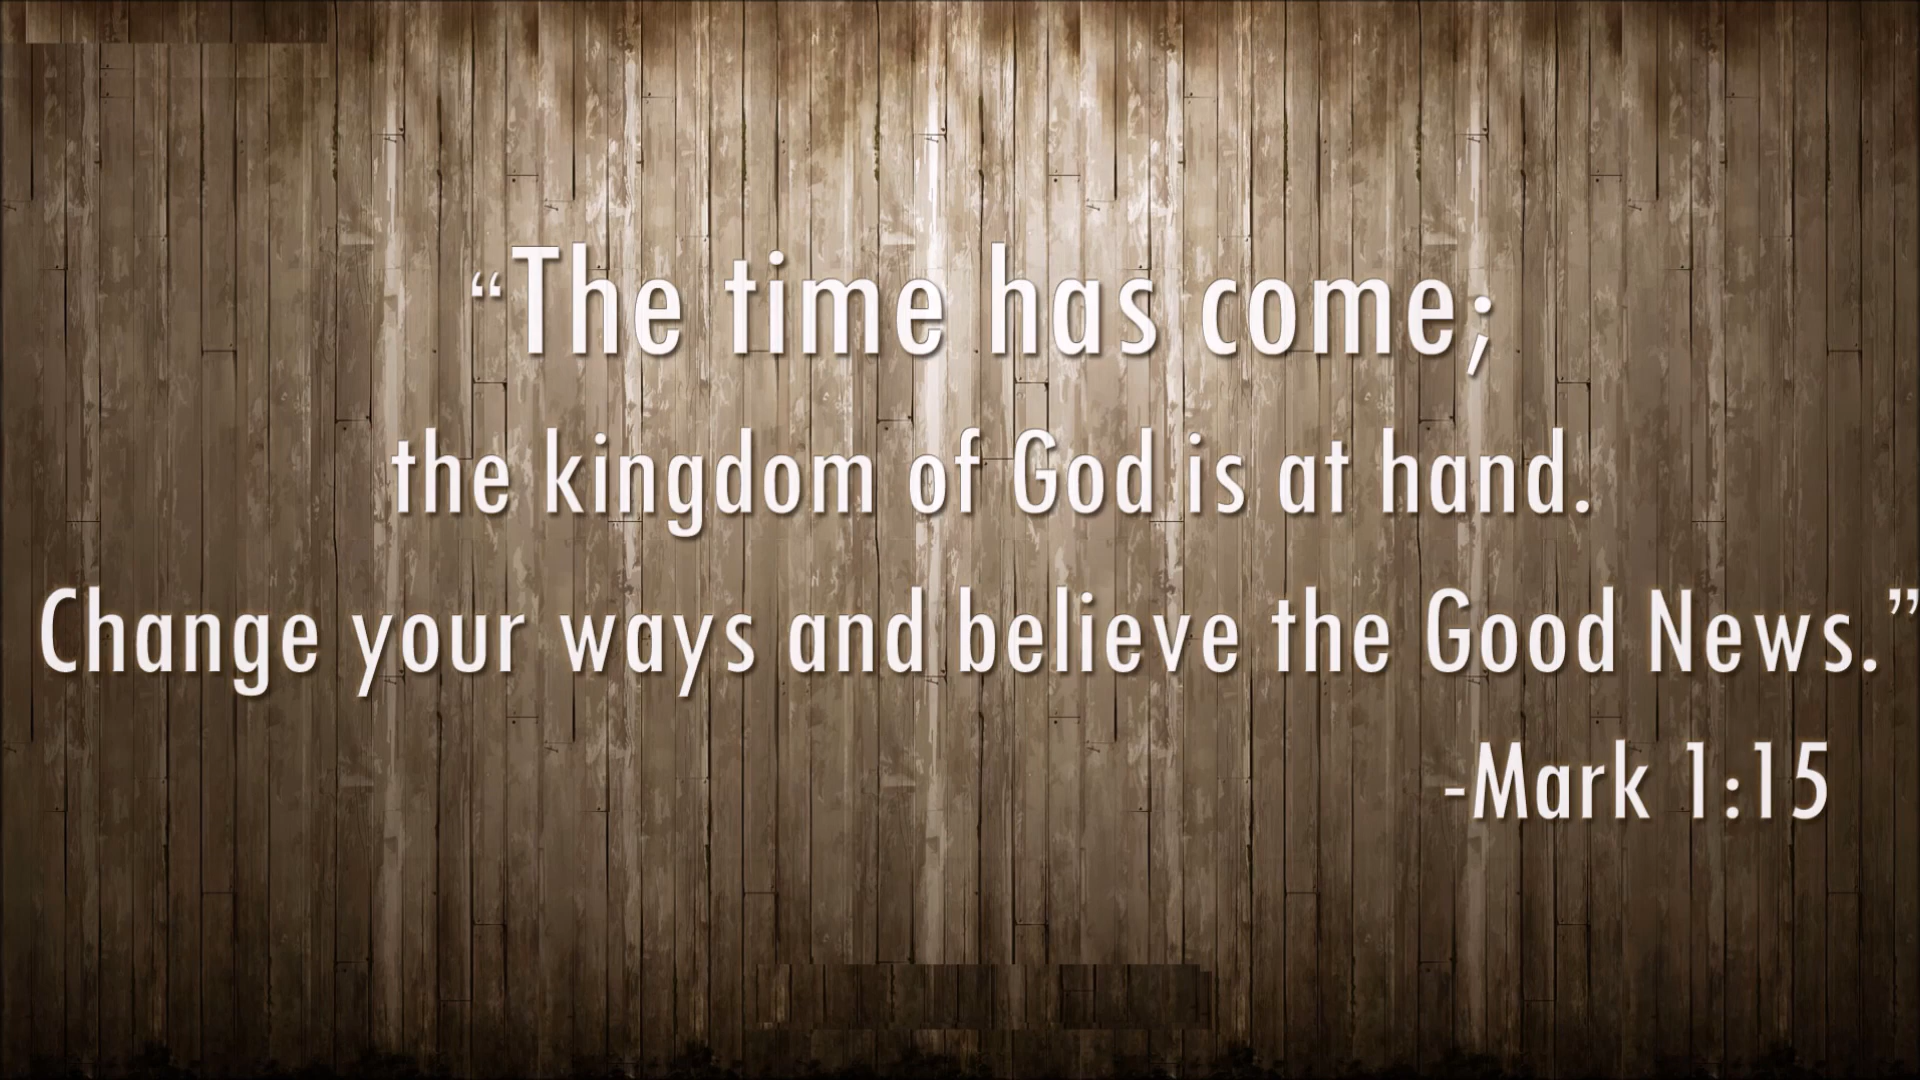 “The time has come;
the kingdom of God is at hand.
Change your ways and believe the Good News.”
-Mark 1:15